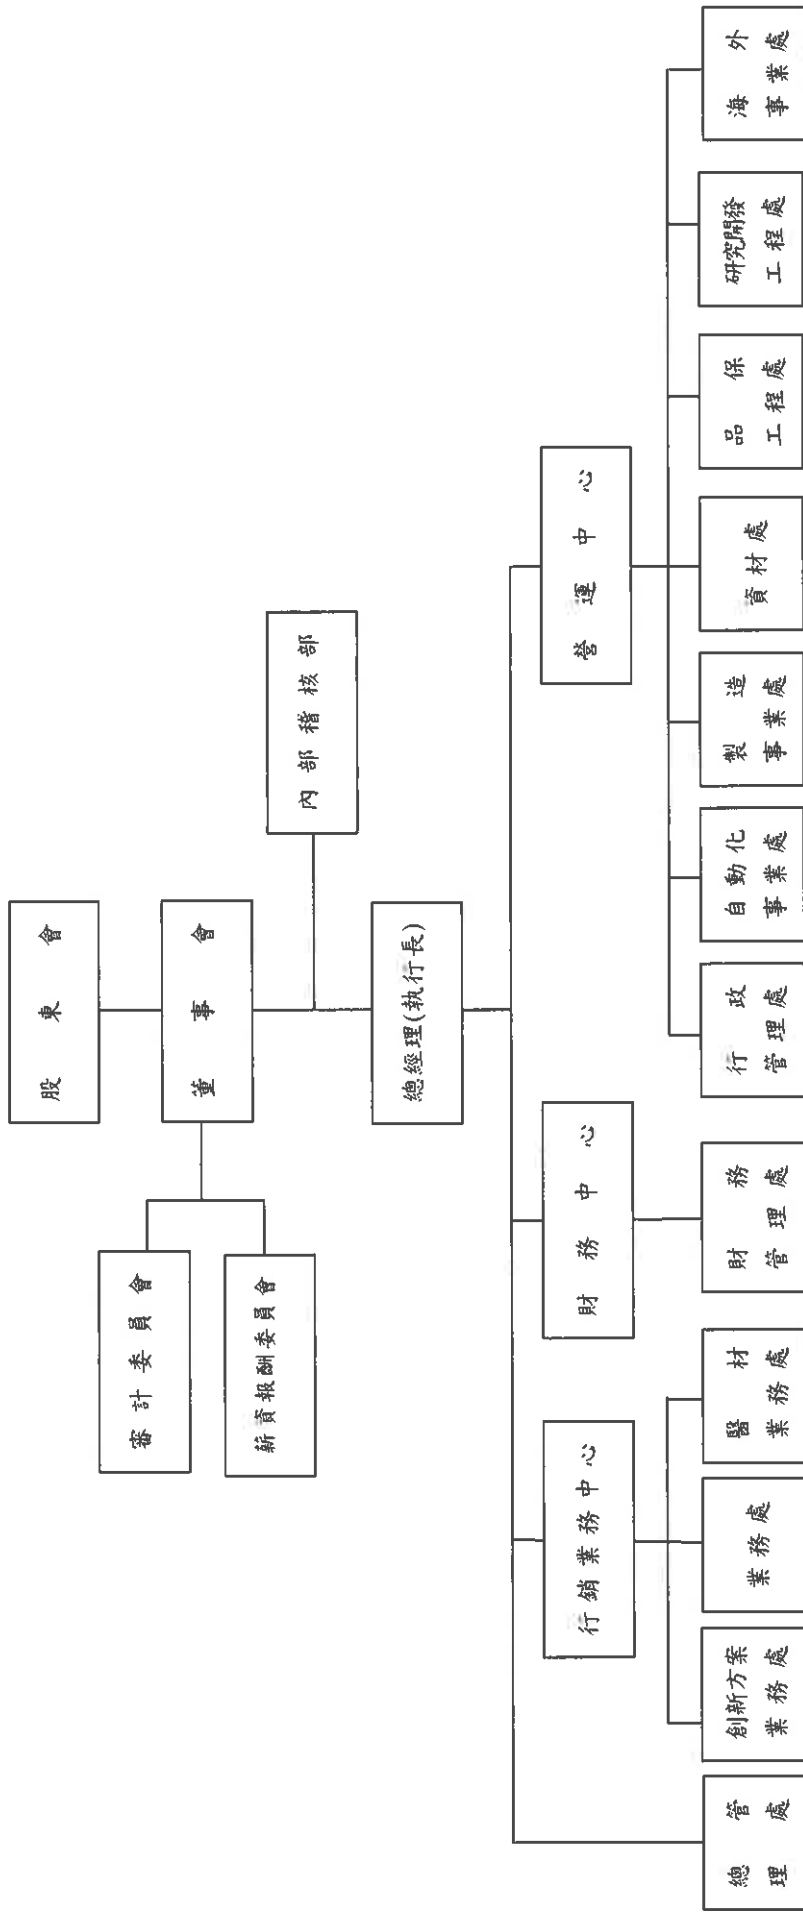 股東會
董事會
審計委員會
薪資報酬委員會
內部稽核部
總經理(執行長)
行銷業務中心
財務中心
營運中心
總管
理處
創新方案
業務處
業務處
醫材
業務處
財務
管理處
行政
管理處
自動化
事業處
製造
事業處
資材處
品保
工程處
研究開發
工程處
海外
事業處